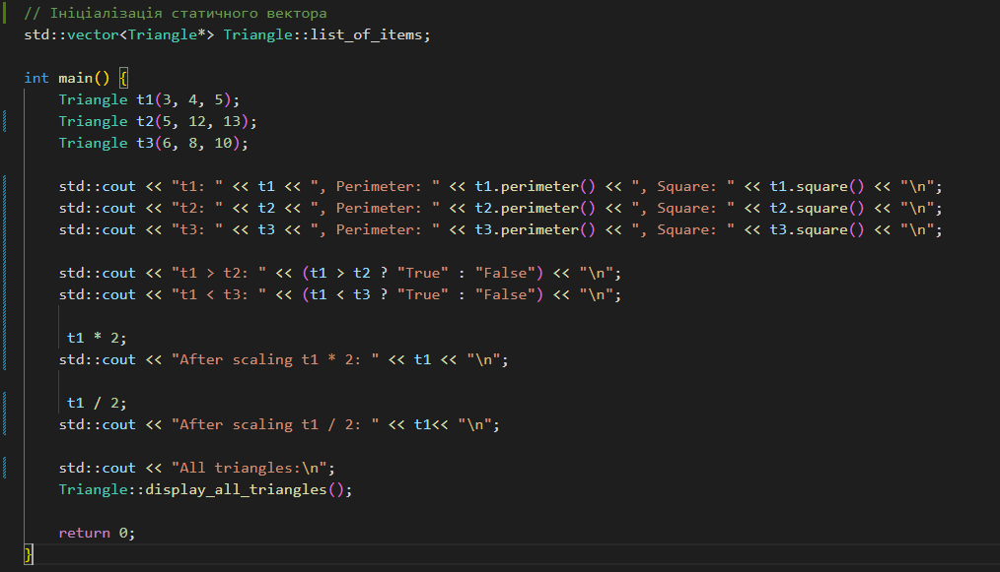 // Ініціалізація статичного вектора
std::vector<Triangle*> Triangle::list_of_items;
int main() {
Triangle t1(3, 4, 5);
Triangle t2(5, 12, 13);
Triangle t3(6, 8, 10);
std::cout << "t1: " << t1 << ", Perimeter: " << t1.perimeter() << ", Square: " << t1.square() << "\n";
std::cout << "t2: " << t2 << ", Perimeter: " << t2.perimeter() << ", Square: " << t2.square() << "\n";
std::cout << "t3: " << t3 << ", Perimeter: " << t3.perimeter() << ", Square: " << t3.square() << "\n";
std::cout << "t1 > t2: " << (t1 > t2 ? "True" : "False") << "\n";
std::cout << "t1 < t3: " << (t1 < t3 ? "True" : "False") << "\n";
t1 * 2;
std::cout << "After scaling t1 * 2: " << t1 << "\n";
t1 / 2;
std::cout << "After scaling t1 / 2: " << t1<< "\n";
std::cout << "All triangles:\n";
Triangle::display_all_triangles();
return 0;
}